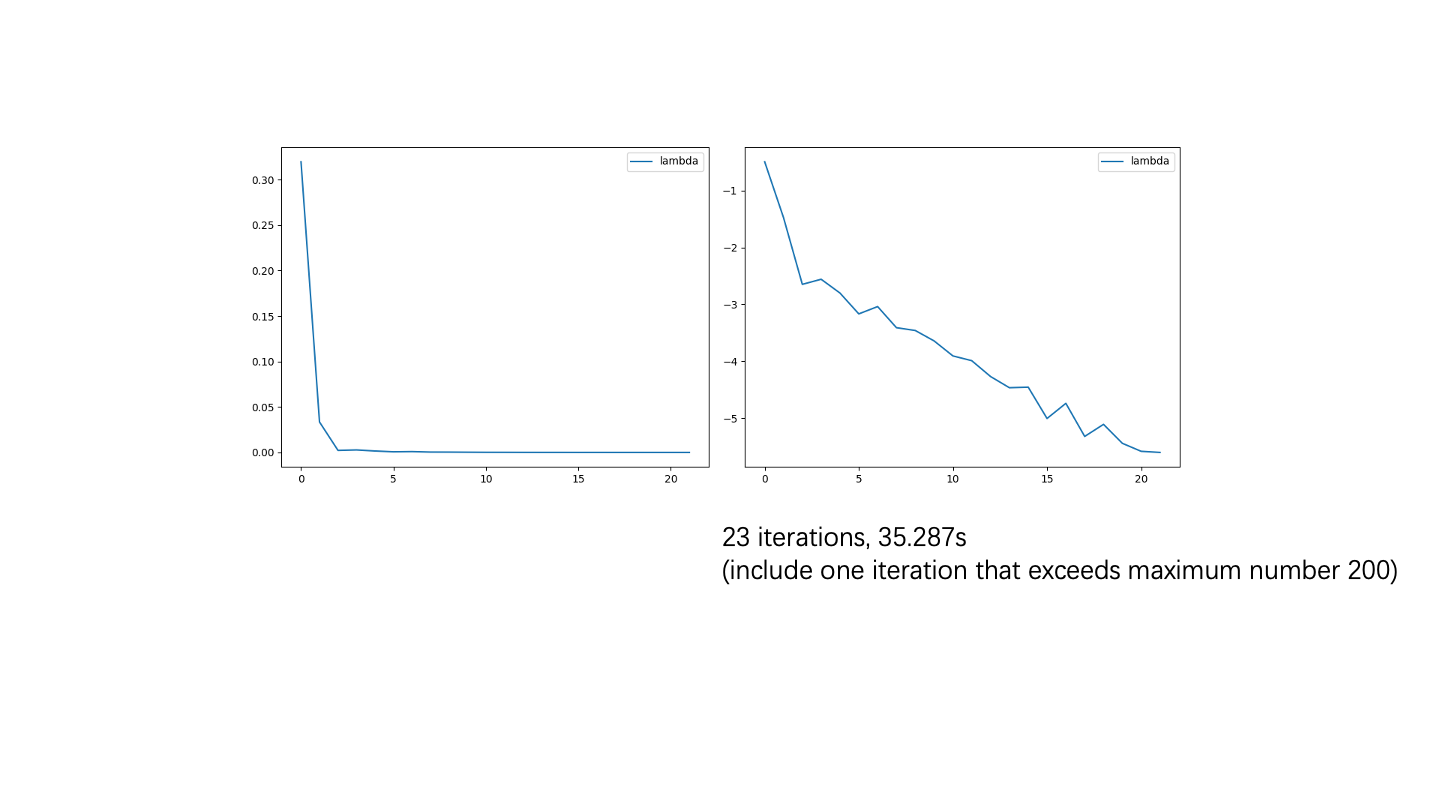 lambda
0.30
0.25
0.20
0.15
0.10
0.05
0.00
0 5 10 15 20
lambda
−1
−2
−3
−4
−5
0 5 10 15 20
23 iterations, 35.287s
(include one iteration that exceeds maximum number 200)